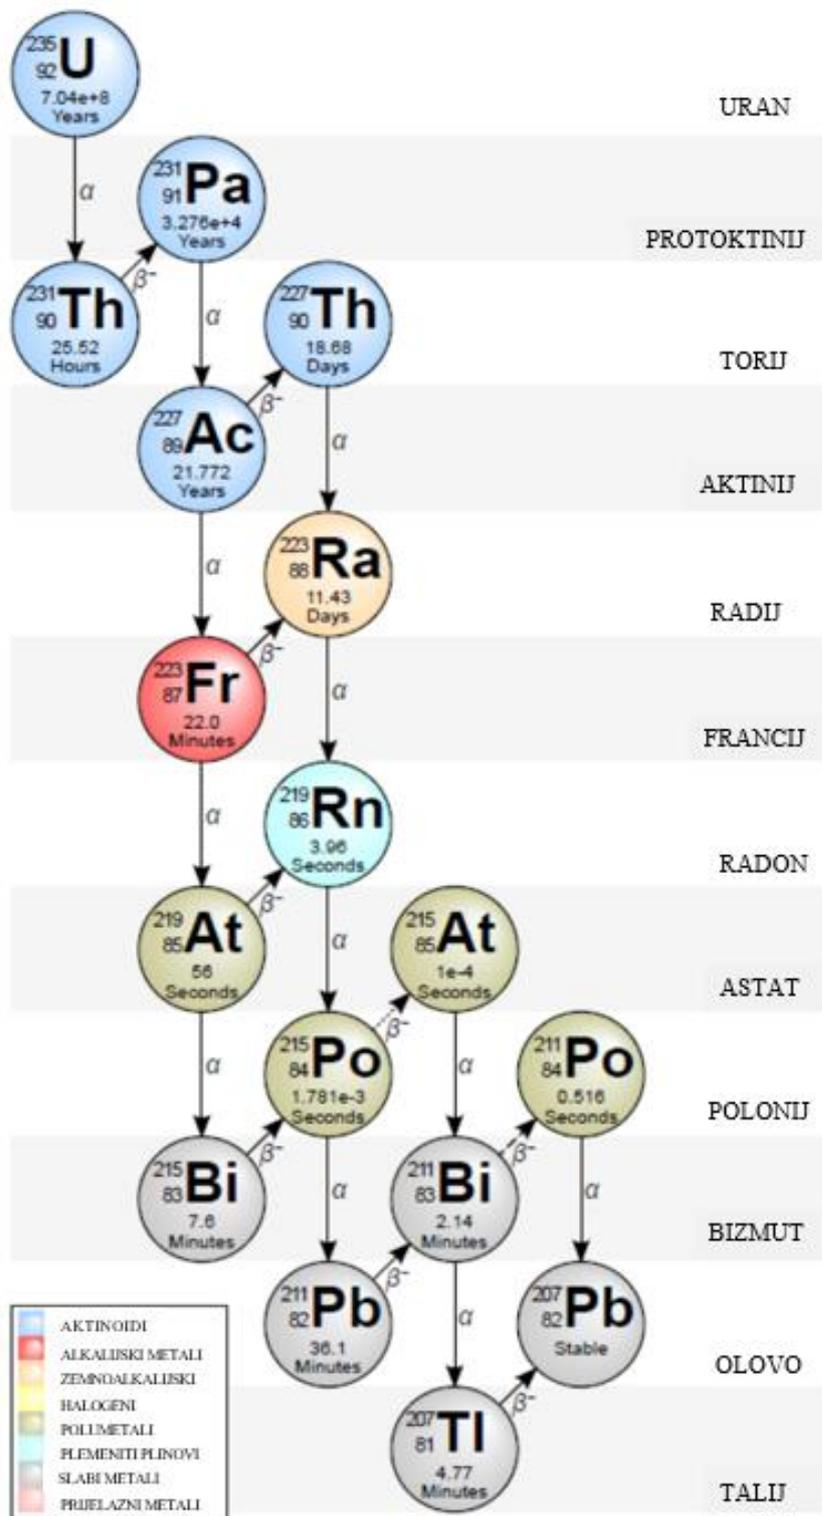 235
92 U
7.04e+8
Years
URAN
α
231
91 Pa
3.276e+4
Years
PROTOKTINIJ
β⁻
231
90 Th
25.52
Hours
α
227
90 Th
18.68
Days
TORIJ
β⁻
227
89 Ac
21.772
Years
α
AKTINIJ
α
223
88 Ra
11.43
Days
RADIJ
β⁻
223
87 Fr
22.0
Minutes
α
FRANCIJ
α
219
86 Rn
3.96
Seconds
RADON
β⁻
219
85 At
56
Seconds
α
215
85 At
1e-4
Seconds
ASTAT
β⁻
α
215
84 Po
1.781e-3
Seconds
α
211
84 Po
0.516
Seconds
POLONIJ
β⁻
β⁻
215
83 Bi
7.6
Minutes
α
211
83 Bi
2.14
Minutes
α
BIZMUT
β⁻
211
82 Pb
36.1
Minutes
α
207
82 Pb
Stable
OLOVO
β⁻
207
81 Tl
4.77
Minutes
TALIJ
AKTINOIDI
ALKALIJSKI METALI
ZEMNOALKALIJSKI
HALOGENI
POLUMETALI
PLEMENITI PLINOVI
SLABI METALI
PRIJELAZNI METALI